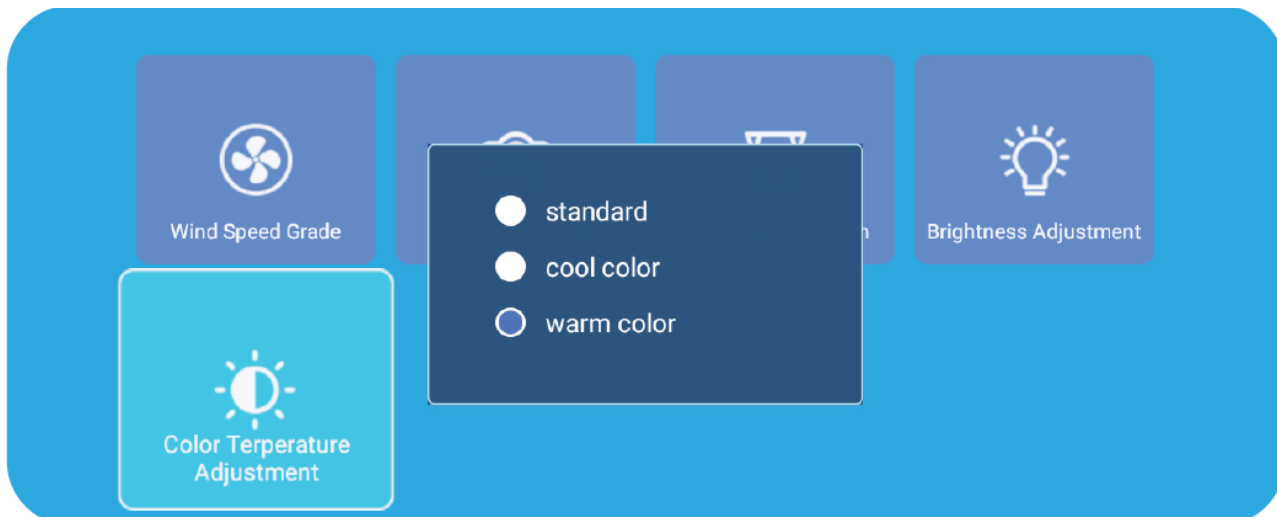 Wind Speed Grade
Brightness Adjustment
standard
cool color
warm color
Color Terperature
Adjustment